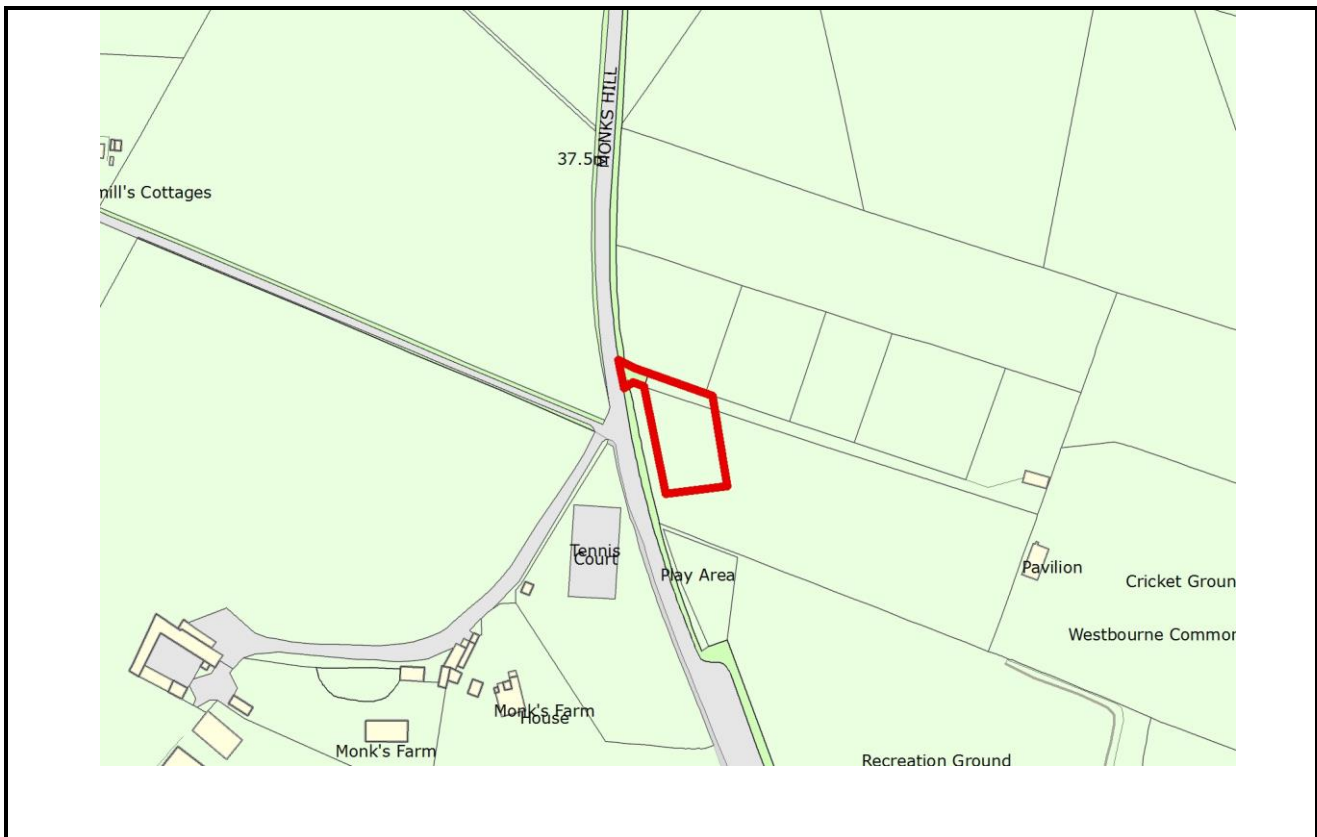 MONKS HILL
37.5m
mill's Cottages
Tennis
Court
Play Area
Pavilion
Cricket Groun
Westbourne Common
Monk's Farm
House
Monk's Farm
Recreation Ground